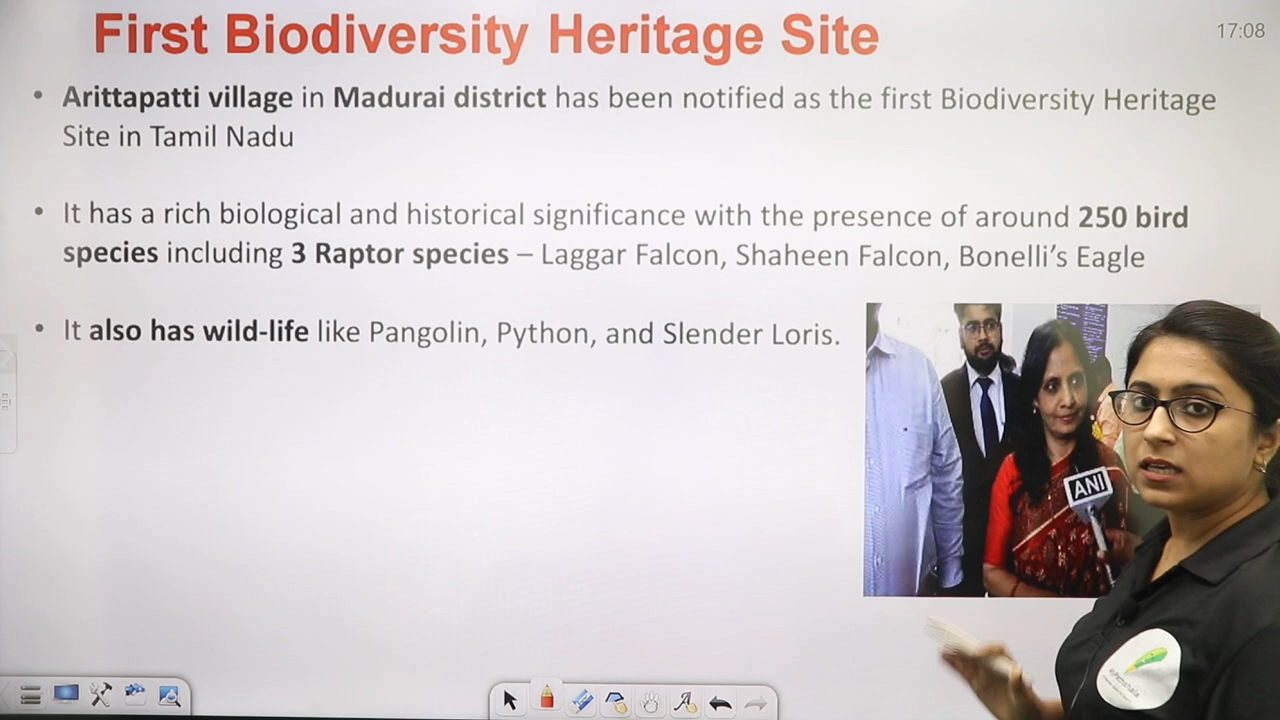 First Biodiversity Heritage Site
17:08
• Arittapatti village in Madurai district has been notified as the first Biodiversity Heritage
Site in Tamil Nadu
• It has a rich biological and historical significance with the presence of around 250 bird
species including 3 Raptor species – Laggar Falcon, Shaheen Falcon, Bonelli's Eagle
• It also has wild-life like Pangolin, Python, and Slender Loris.
ANI